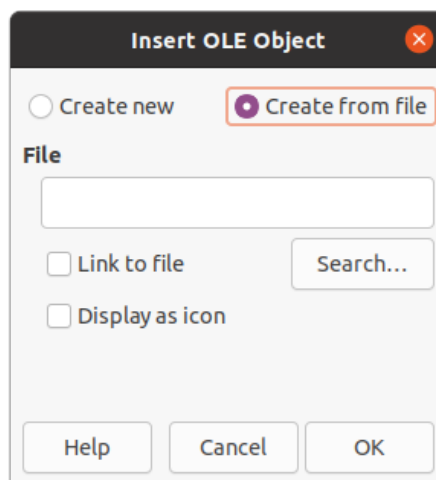 Insert OLE Object
Create new Create from file
File
Link to file Search...
Display as icon
Help Cancel OK